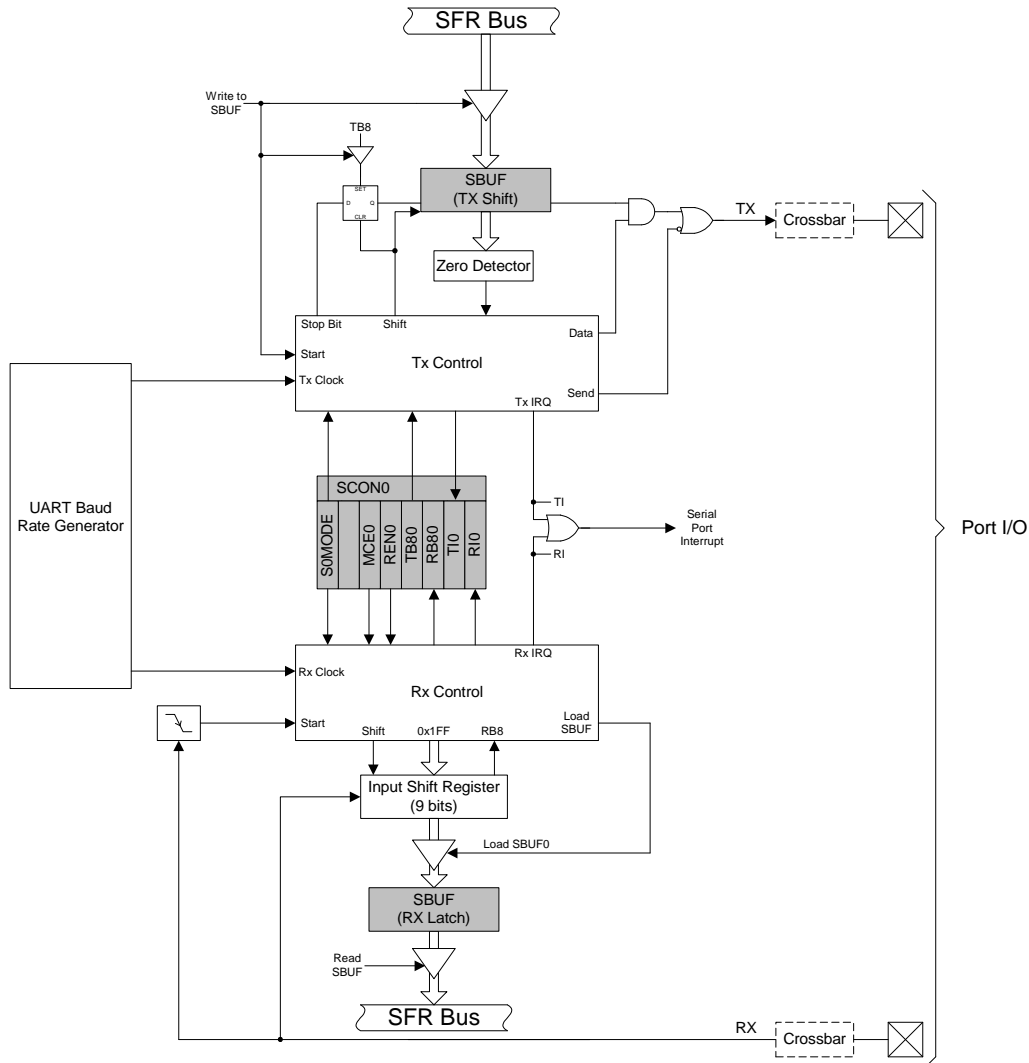 SFR Bus
Write to
SBUF
TB8
SET
D
Q
CLR
SBUF
(TX Shift)
TX
Crossbar
Zero Detector
Stop Bit
Shift
Data
Start
Tx Control
Tx Clock
Send
Tx IRQ
UART Baud
Rate Generator
SCON0
S0MODE
MCE0
REN0
TB80
RB80
TI0
RI0
TI
RI
Serial
Port
Interrupt
Port I/O
Rx IRQ
Rx Clock
Rx Control
Start
Load
SBUF
Shift
0x1FF
RB8
Input Shift Register
(9 bits)
Load SBUF0
SBUF
(RX Latch)
Read
SBUF
SFR Bus
RX
Crossbar